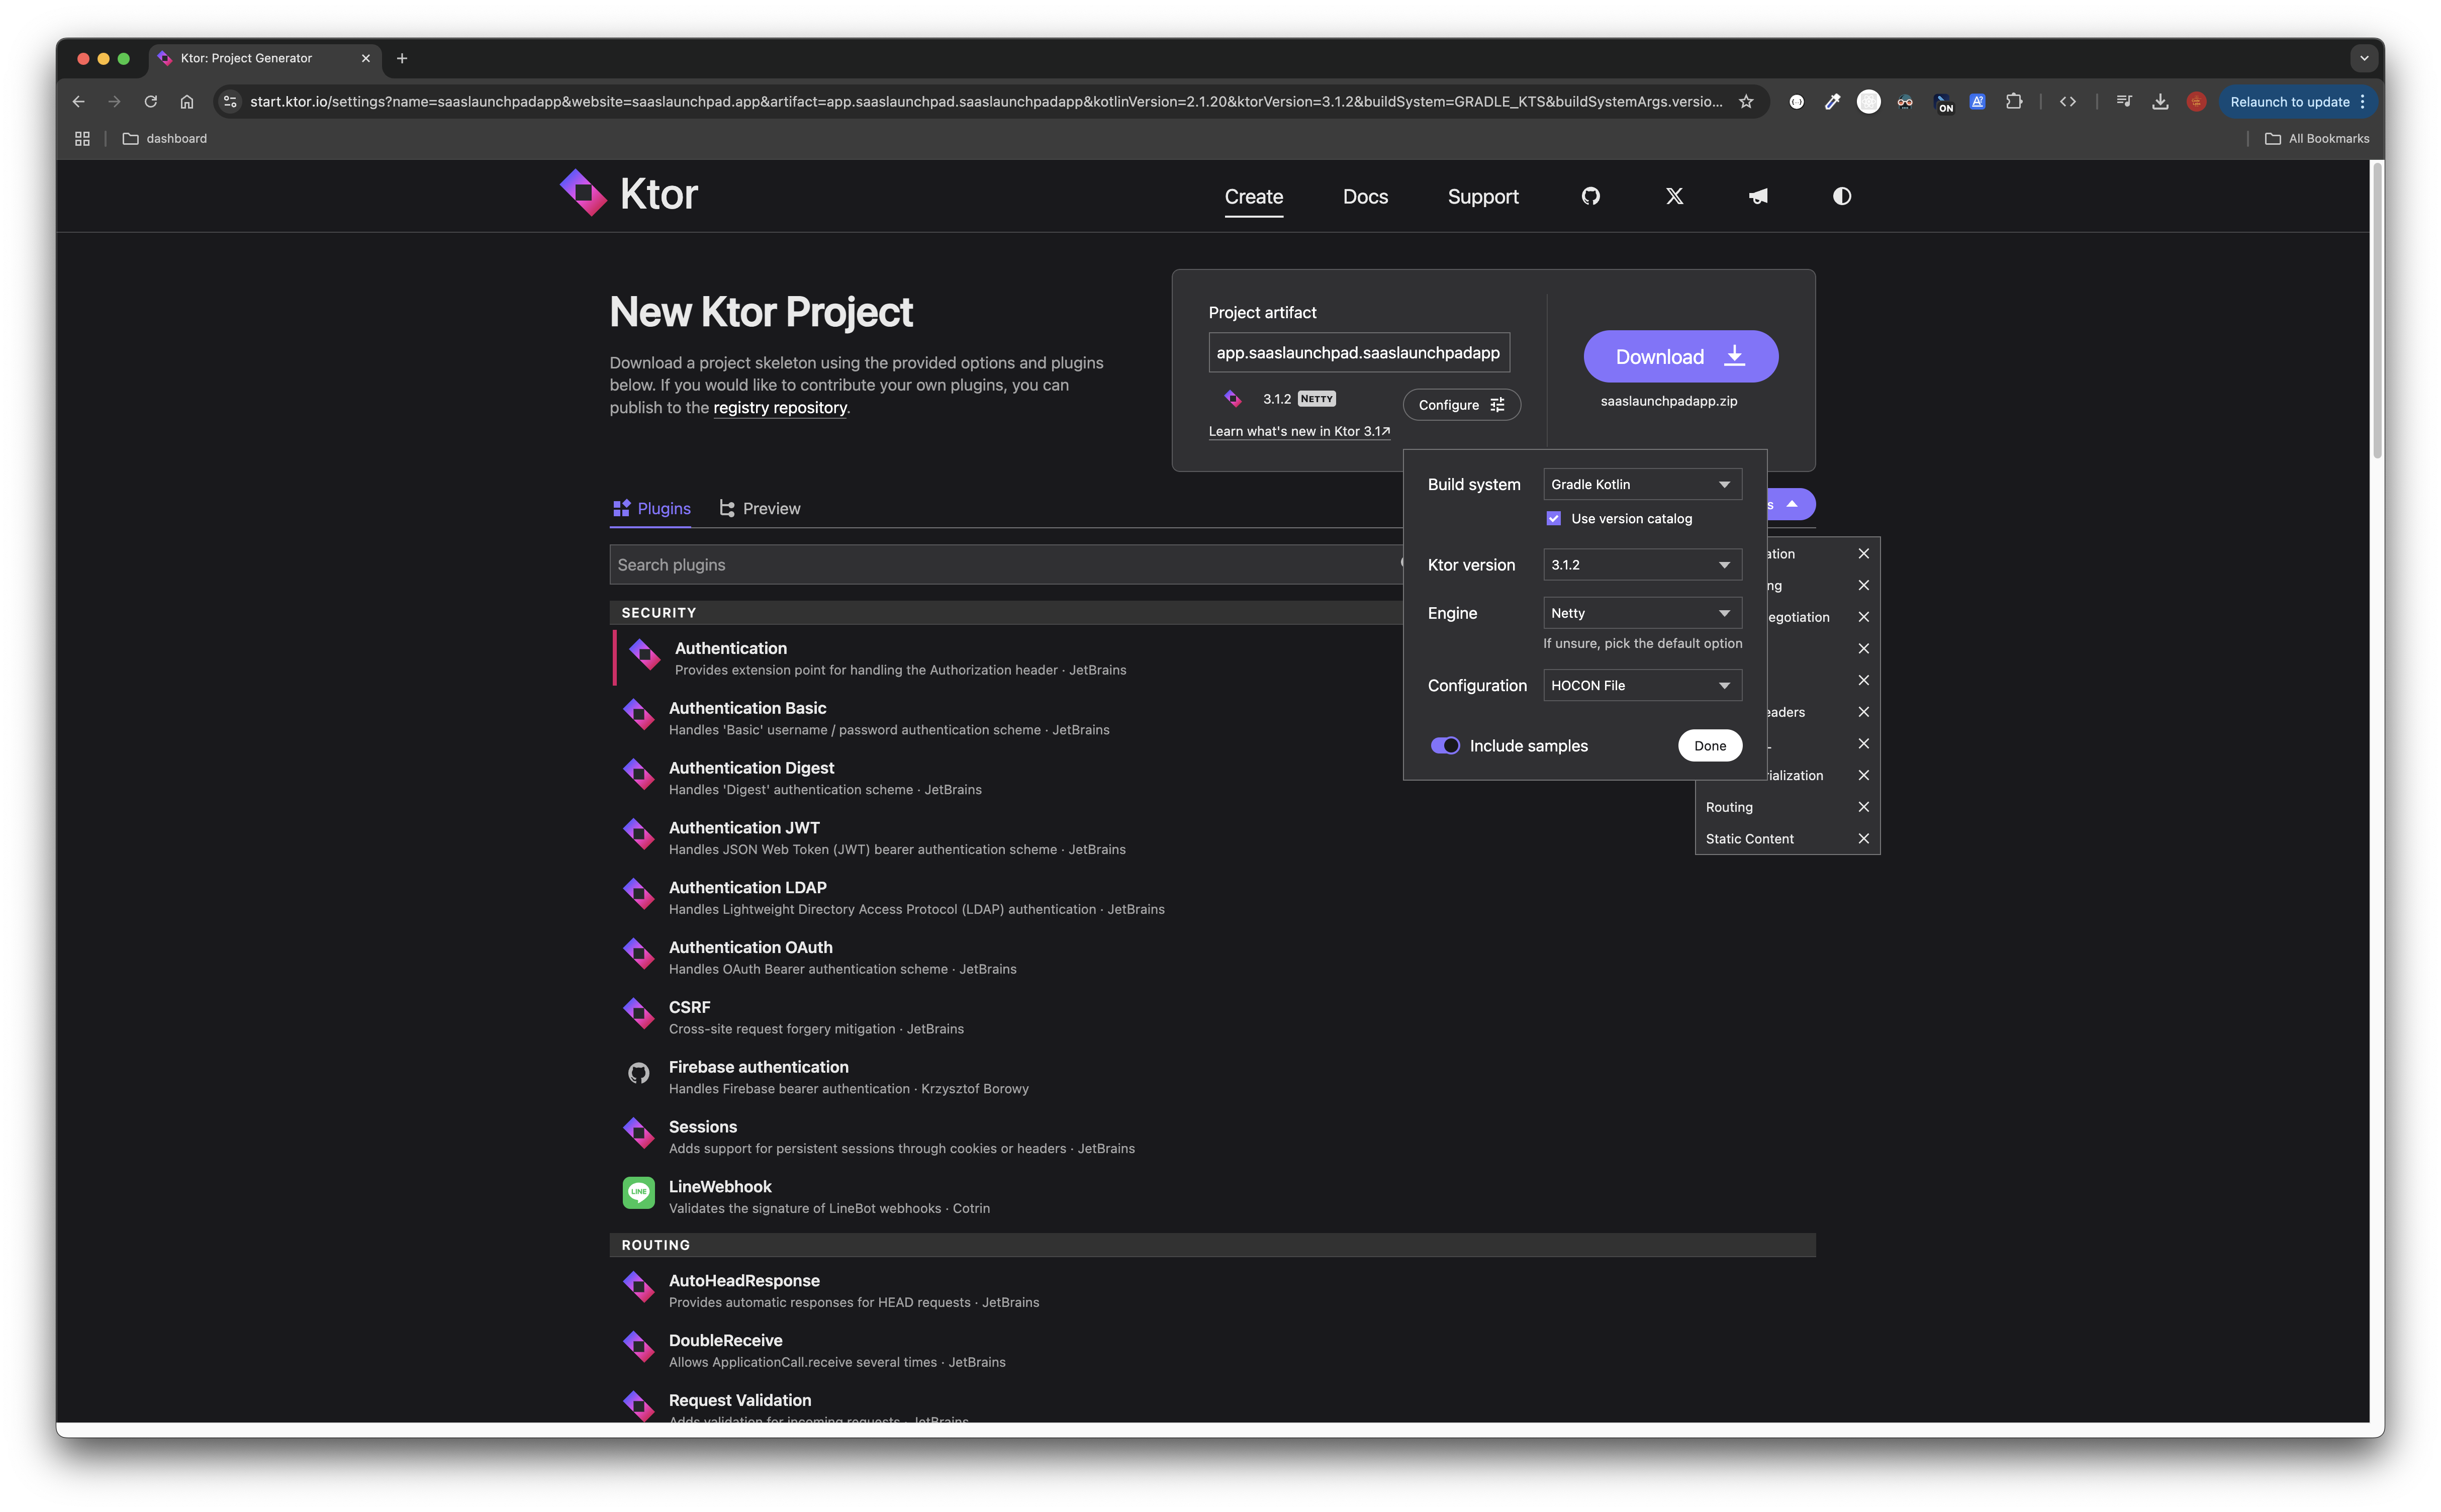 Ktor: Project Generator
start.ktor.io/settings?name=saaslaunchpadapp&website=saaslaunchpad.app&artifact=app.saaslaunchpad.saaslaunchpadapp&kotlinVersion=2.1.20&ktorVersion=3.1.2&buildSystem=GRADLE_KTS&buildSystemArgs.versio...
ON
Relaunch to update
dashboard
All Bookmarks
Ktor
Create
Docs
Support
New Ktor Project
Download a project skeleton using the provided options and plugins
below. If you would like to contribute your own plugins, you can
publish to the registry repository.
Project artifact
app.saaslaunchpad.saaslaunchpadapp
3.1.2 NETTY
Configure
Learn what's new in Ktor 3.1↗
Download
saaslaunchpadapp.zip
Plugins
Preview
s
Search plugins
Build system
Gradle Kotlin
Use version catalog
Ktor version
3.1.2
Engine
Netty
If unsure, pick the default option
Configuration
HOCON File
Include samples
Done
ation
ng
egotiation
eaders
rialization
Routing
Static Content
SECURITY
Authentication
Provides extension point for handling the Authorization header · JetBrains
Authentication Basic
Handles 'Basic' username / password authentication scheme · JetBrains
Authentication Digest
Handles 'Digest' authentication scheme · JetBrains
Authentication JWT
Handles JSON Web Token (JWT) bearer authentication scheme · JetBrains
Authentication LDAP
Handles Lightweight Directory Access Protocol (LDAP) authentication · JetBrains
Authentication OAuth
Handles OAuth Bearer authentication scheme · JetBrains
CSRF
Cross-site request forgery mitigation · JetBrains
Firebase authentication
Handles Firebase bearer authentication · Krzysztof Borowy
Sessions
Adds support for persistent sessions through cookies or headers · JetBrains
LINE
LineWebhook
Validates the signature of LineBot webhooks · Cotrin
ROUTING
AutoHeadResponse
Provides automatic responses for HEAD requests · JetBrains
DoubleReceive
Allows ApplicationCall.receive several times · JetBrains
Request Validation
Adds validation for incoming requests · JetBrains